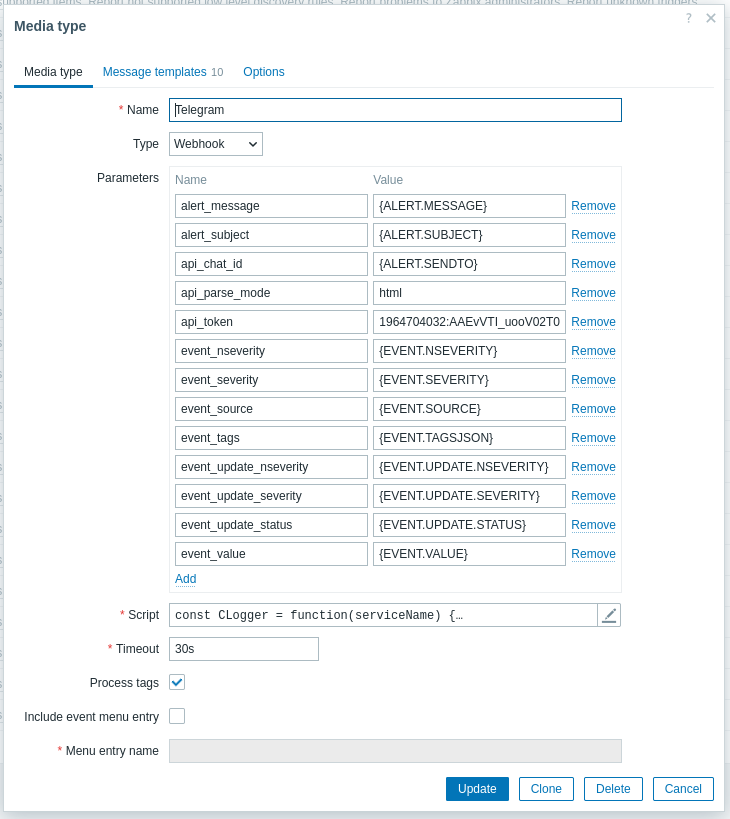 Media type
?
Media type Message templates 10 Options
* Name Telegram
Type Webhook
Parameters
Name Value
alert_message {ALERT.MESSAGE} Remove
alert_subject {ALERT.SUBJECT} Remove
api_chat_id {ALERT.SENDTO} Remove
api_parse_mode html Remove
api_token 1964704032:AAEvVTI_uooV02T0 Remove
event_nseverity {EVENT.NSEVERITY} Remove
event_severity {EVENT.SEVERITY} Remove
event_source {EVENT.SOURCE} Remove
event_tags {EVENT.TAGSJSON} Remove
event_update_nseverity {EVENT.UPDATE.NSEVERITY} Remove
event_update_severity {EVENT.UPDATE.SEVERITY} Remove
event_update_status {EVENT.UPDATE.STATUS} Remove
event_value {EVENT.VALUE} Remove
Add
* Script const CLogger = function(serviceName) {…
* Timeout 30s
Process tags
Include event menu entry
* Menu entry name
Update Clone Delete Cancel